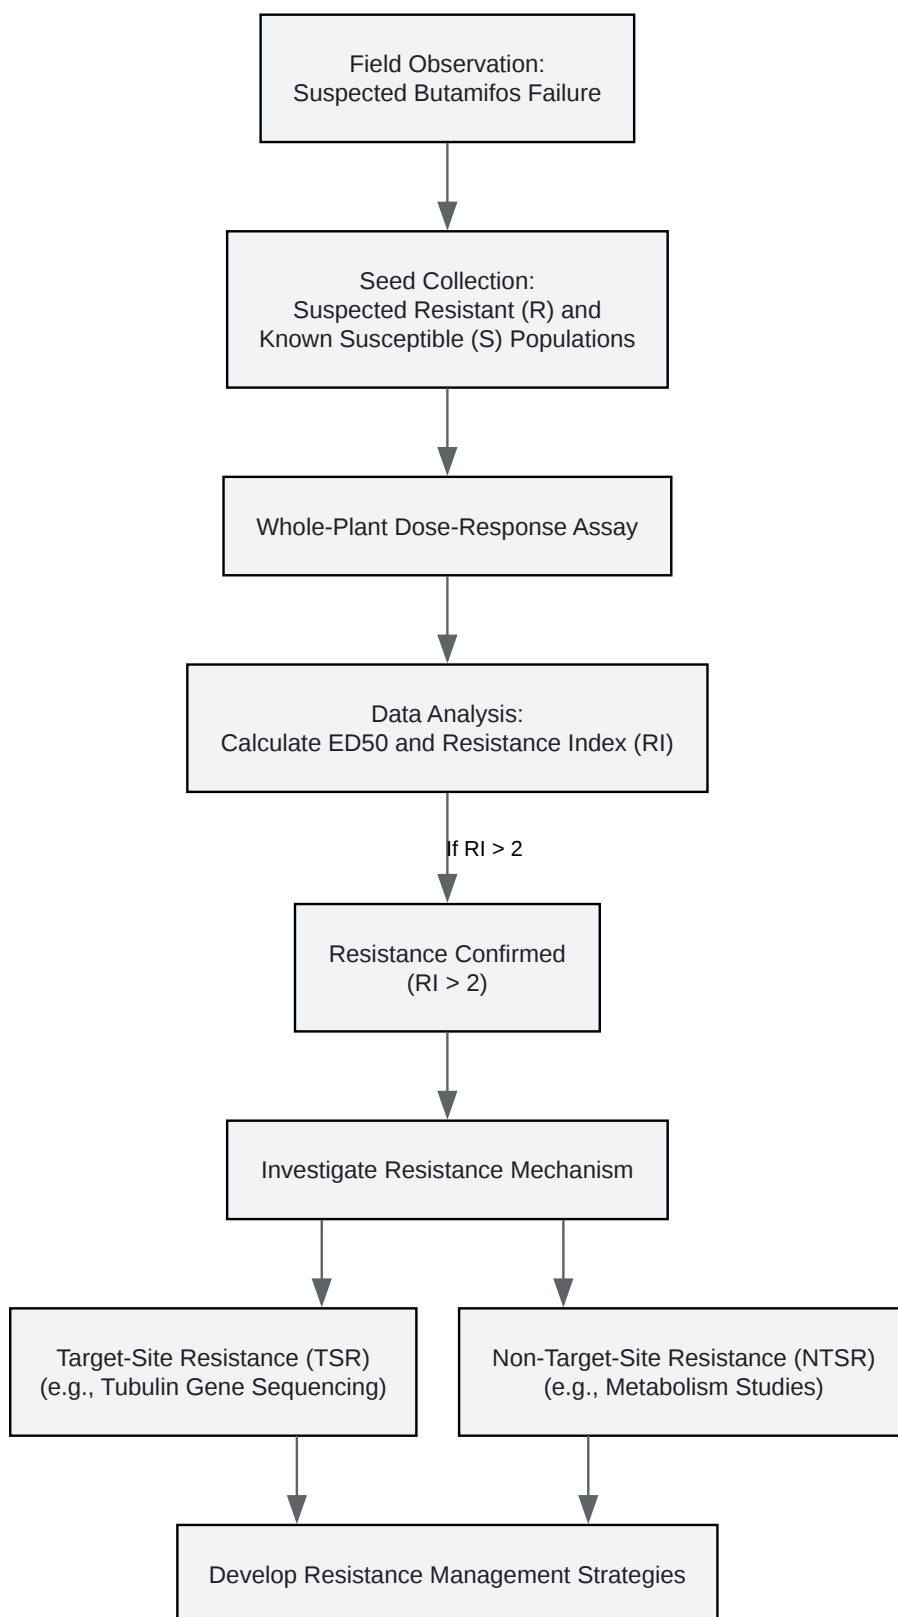 Field Observation:
Suspected Butamifos Failure
Seed Collection:
Suspected Resistant (R) and
Known Susceptible (S) Populations
Whole-Plant Dose-Response Assay
Data Analysis:
Calculate ED50 and Resistance Index (RI)
If RI > 2
Resistance Confirmed
(RI > 2)
Investigate Resistance Mechanism
Target-Site Resistance (TSR)
(e.g., Tubulin Gene Sequencing)
Non-Target-Site Resistance (NTSR)
(e.g., Metabolism Studies)
Develop Resistance Management Strategies